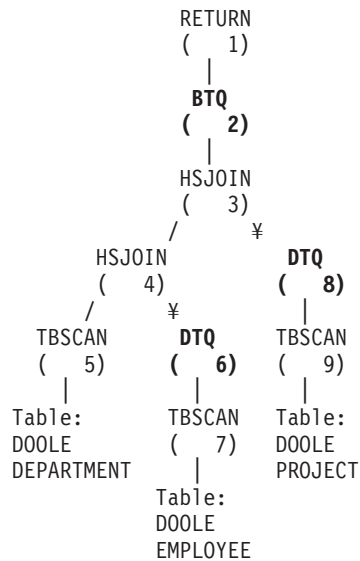 RETURN
( 1)
|
BTQ
( 2)
|
HSJOIN
( 3)
/ ¥
HSJOIN DTQ
( 4) ( 8)
/ ¥ |
TBSCAN DTQ TBSCAN
( 5) ( 6) ( 9)
| | |
Table: TBSCAN Table:
DOOLE ( 7) DOOLE
DEPARTMENT | PROJECT
Table:
DOOLE
EMPLOYEE